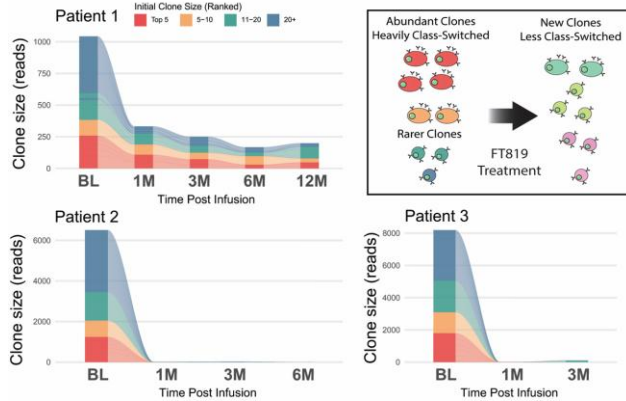 Patient 1
Initial Clone Size (Ranked)
Top 5
5−10
11−20
20+
Clone size (reads)
1000
750
500
250
0
BL
1M
3M
6M
12M
Time Post Infusion
Abundant Clones
Heavily Class-Switched
Rarer Clones
New Clones
Less Class-Switched
FT819
Treatment
Patient 2
Clone size (reads)
6000
4000
2000
0
BL
1M
3M
6M
Time Post Infusion
Patient 3
Clone size (reads)
8000
6000
4000
2000
0
BL
1M
3M
Time Post Infusion